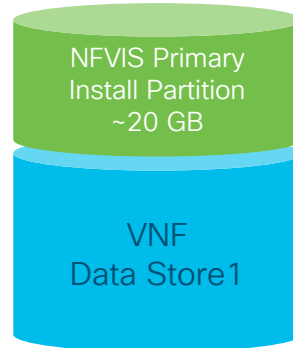 NFVIS Primary
Install Partition
~20 GB
VNF
Data Store1